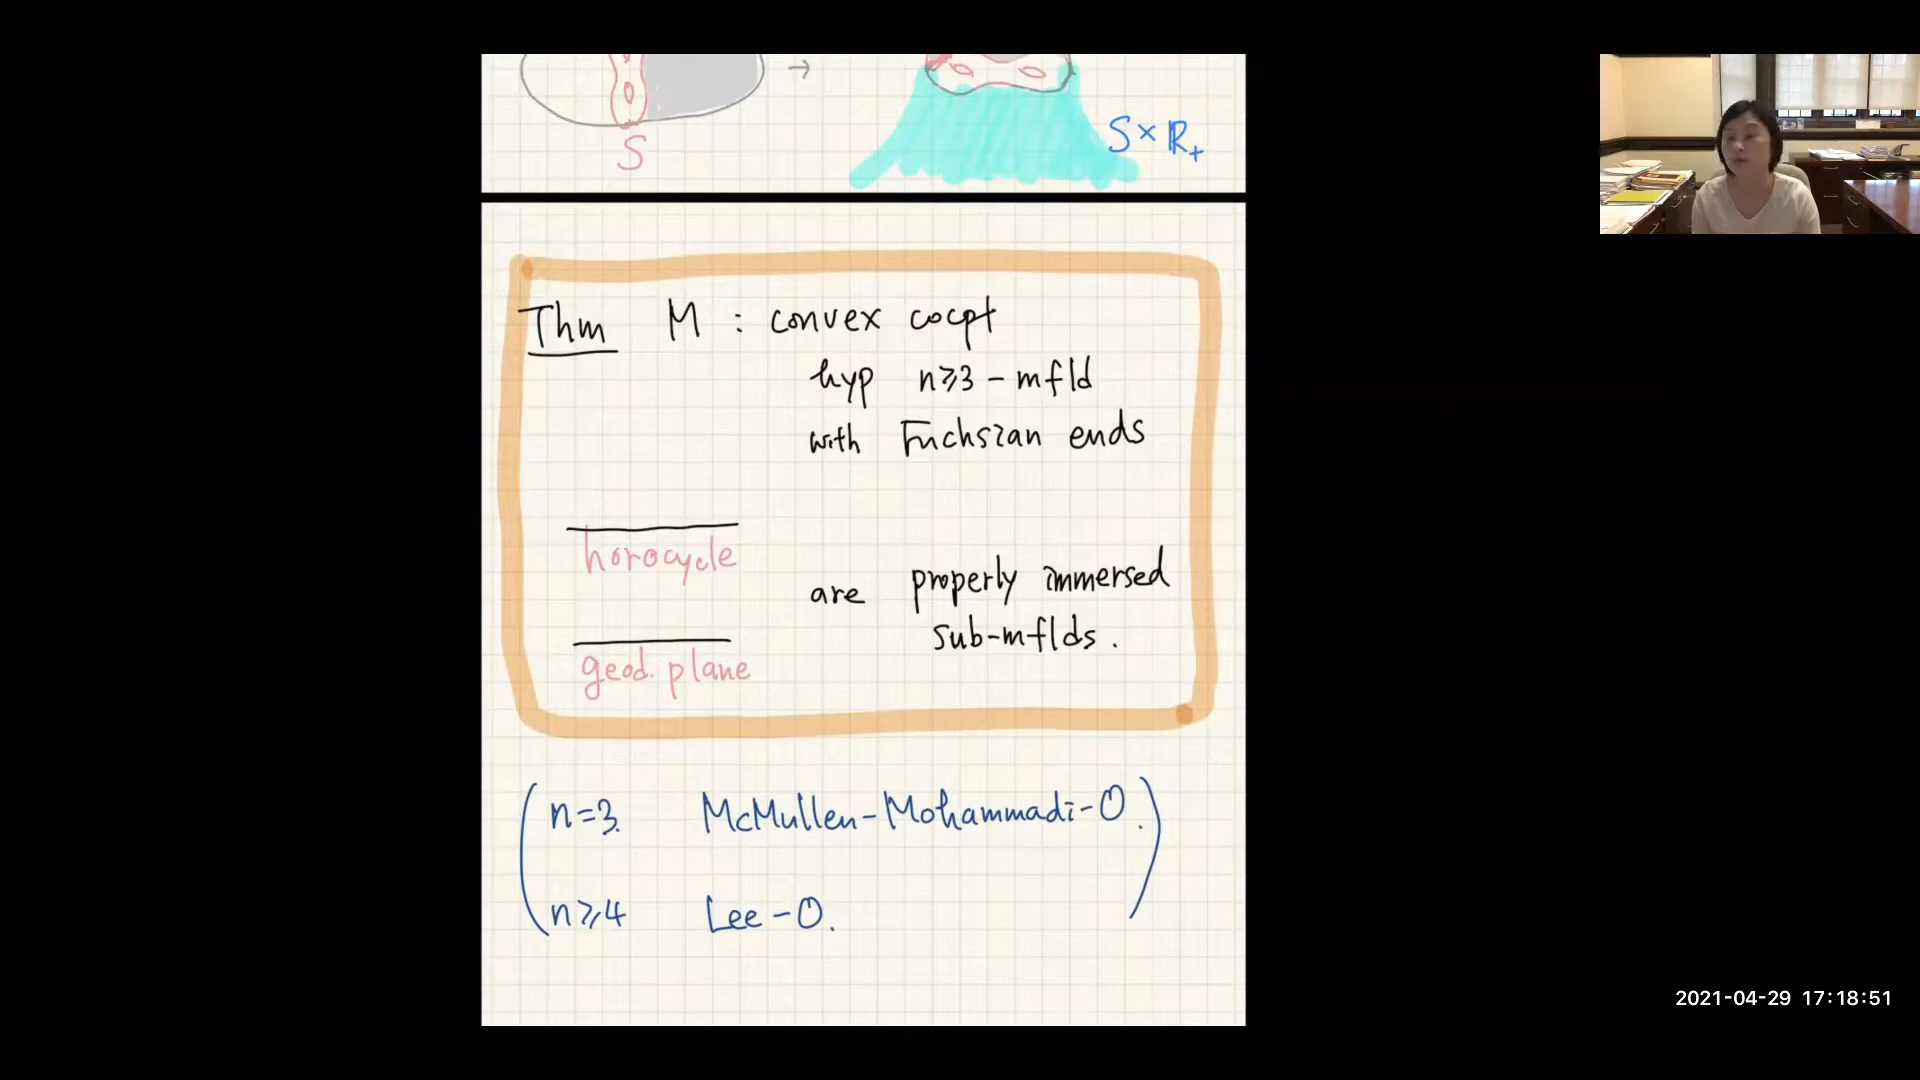 S
S × ℝ₊
Thm M : convex cocpt
hyp n⩾3 - mfld
with Fuchsian ends
horocycle
are properly immersed
sub-mflds.
geod. plane
n=3. McMullen-Mohammadi-O.
n⩾4 Lee-O.
2021-04-29 17:18:51